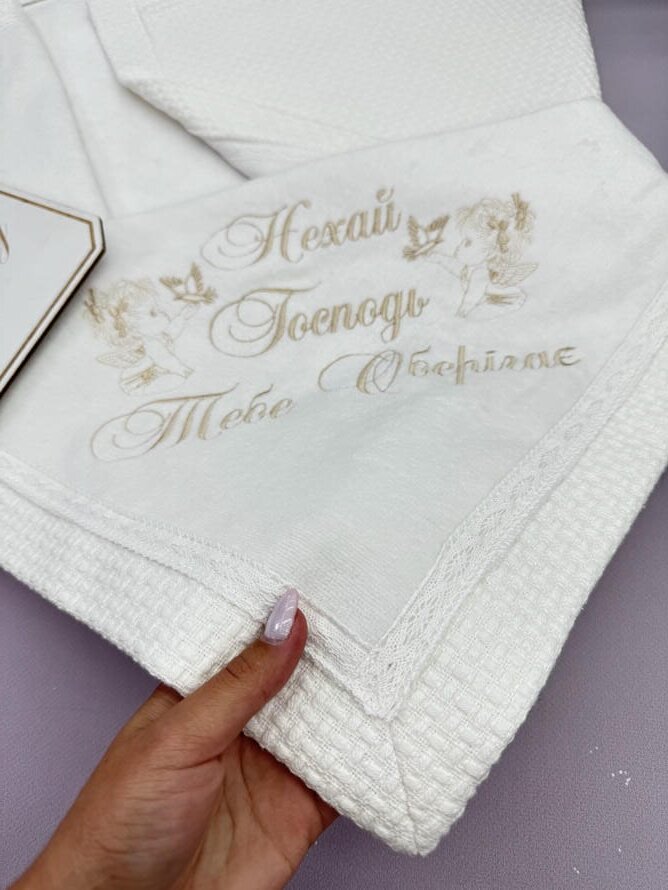 Нехай
Господь
Тебе Оберігає